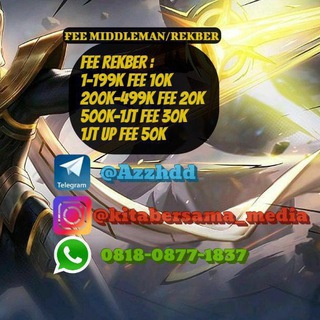 FEE MIDDLEMAN/REKBER
FEE REKBER :
1-199K FEE 10K
200K-499K FEE 20K
500K-1JT FEE 30K
1JT UP FEE 50K
Telegram
@Azzhdd
@kitabersama_media
0818-0877-1837